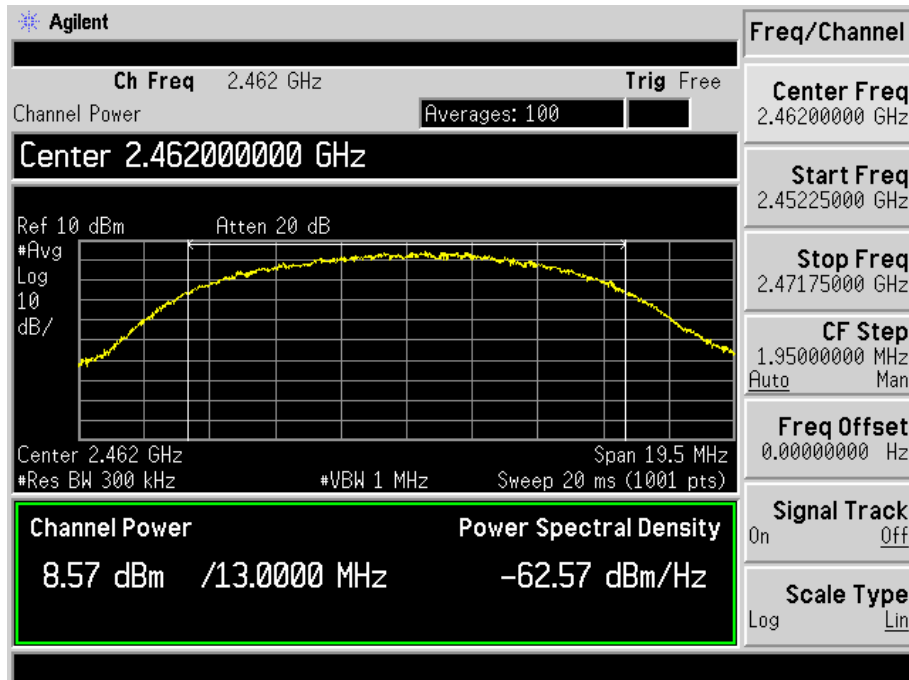 Agilent
Ch Freq 2.462 GHz Trig Free
Channel Power Averages: 100
Center 2.462000000 GHz
Ref 10 dBm Atten 20 dB
#Avg
Log
10
dB/
Center 2.462 GHz Span 19.5 MHz
#Res BW 300 kHz #VBW 1 MHz Sweep 20 ms (1001 pts)
Channel Power Power Spectral Density
8.57 dBm /13.0000 MHz -62.57 dBm/Hz
Freq/Channel
Center Freq
2.46200000 GHz
Start Freq
2.45225000 GHz
Stop Freq
2.47175000 GHz
CF Step
1.95000000 MHz
Auto Man
Freq Offset
0.00000000 Hz
Signal Track
On Off
Scale Type
Log Lin